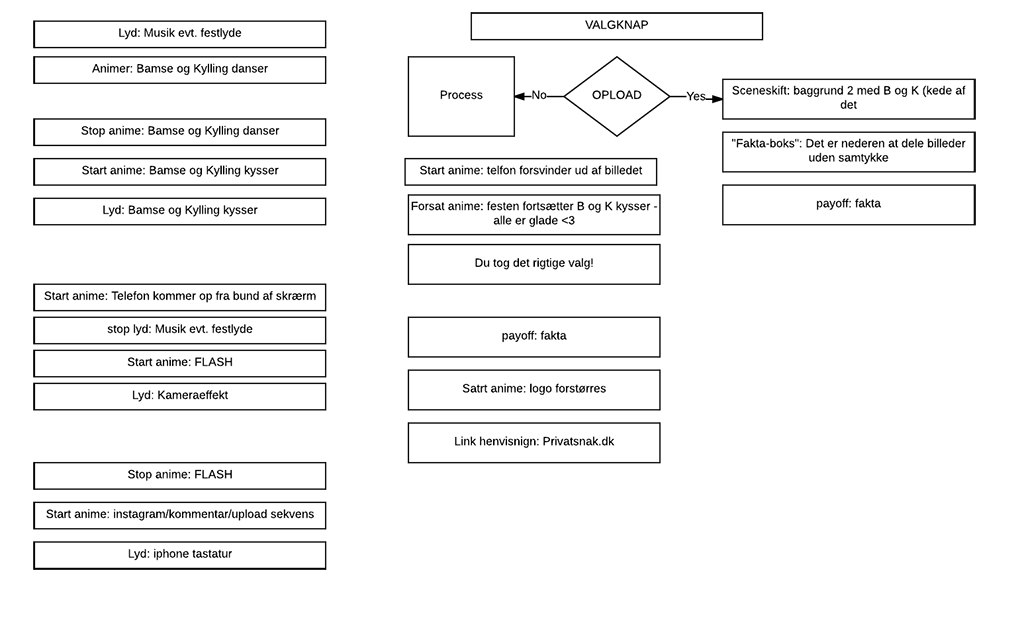 Lyd: Musik evt. festlyde
Animer: Bamse og Kylling danser
Stop anime: Bamse og Kylling danser
Start anime: Bamse og Kylling kysser
Lyd: Bamse og Kylling kysser
Start anime: Telefon kommer op fra bund af skrærm
stop lyd: Musik evt. festlyde
Start anime: FLASH
Lyd: Kameraeffekt
Stop anime: FLASH
Start anime: instagram/kommentar/upload sekvens
Lyd: iphone tastatur
VALGKNAP
Process
No
OPLOAD
Yes
Start anime: telfon forsvinder ud af billedet
Forsat anime: festen fortsætter B og K kysser -
alle er glade <3
Du tog det rigtige valg!
payoff: fakta
Satrt anime: logo forstørres
Link henvisnign: Privatsnak.dk
Sceneskift: baggrund 2 med B og K (kede af
det
"Fakta-boks": Det er nederen at dele billeder
uden samtykke
payoff: fakta